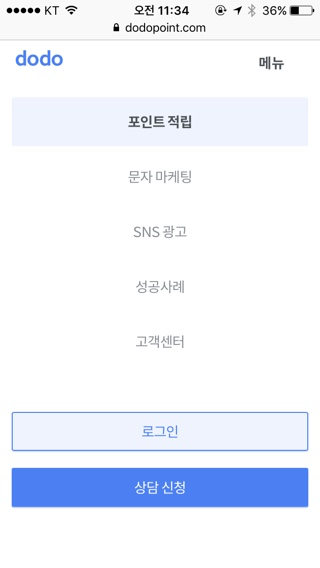 KT 오전 11:34 36%
dodopoint.com
dodo 메뉴
포인트 적립
문자 마케팅
SNS 광고
성공사례
고객센터
로그인
상담 신청